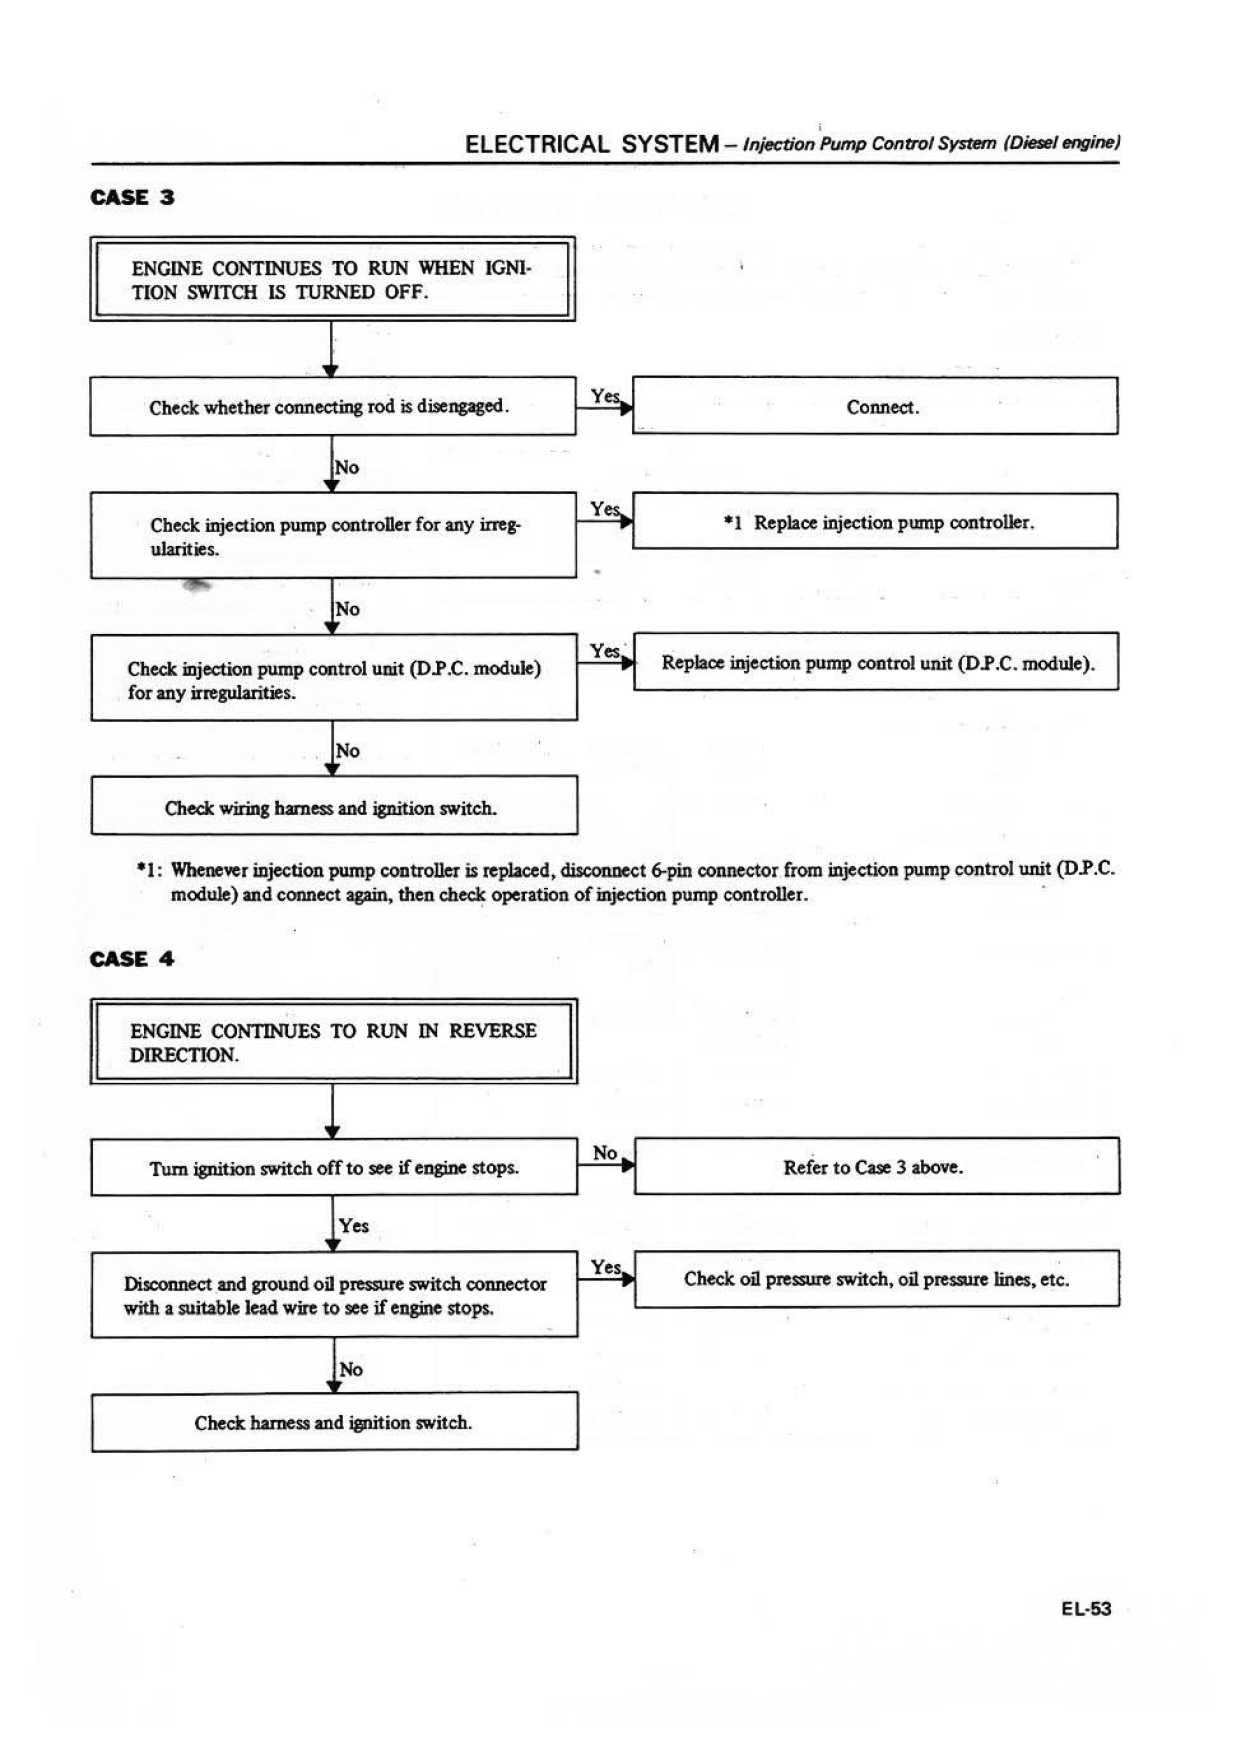 ELECTRICAL SYSTEM – Injection Pump Control System (Diesel engine)
CASE 3
ENGINE CONTINUES TO RUN WHEN IGNI-
TION SWITCH IS TURNED OFF.
Check whether connecting rod is disengaged.
Yes
Connect.
No
Check injection pump controller for any irreg-
ularities.
Yes
*1 Replace injection pump controller.
No
Check injection pump control unit (D.P.C. module)
for any irregularities.
Yes
Replace injection pump control unit (D.P.C. module).
No
Check wiring harness and ignition switch.
*1: Whenever injection pump controller is replaced, disconnect 6-pin connector from injection pump control unit (D.P.C.
module) and connect again, then check operation of injection pump controller.
CASE 4
ENGINE CONTINUES TO RUN IN REVERSE
DIRECTION.
Turn ignition switch off to see if engine stops.
No
Refer to Case 3 above.
Yes
Disconnect and ground oil pressure switch connector
with a suitable lead wire to see if engine stops.
Yes
Check oil pressure switch, oil pressure lines, etc.
No
Check harness and ignition switch.
EL-53